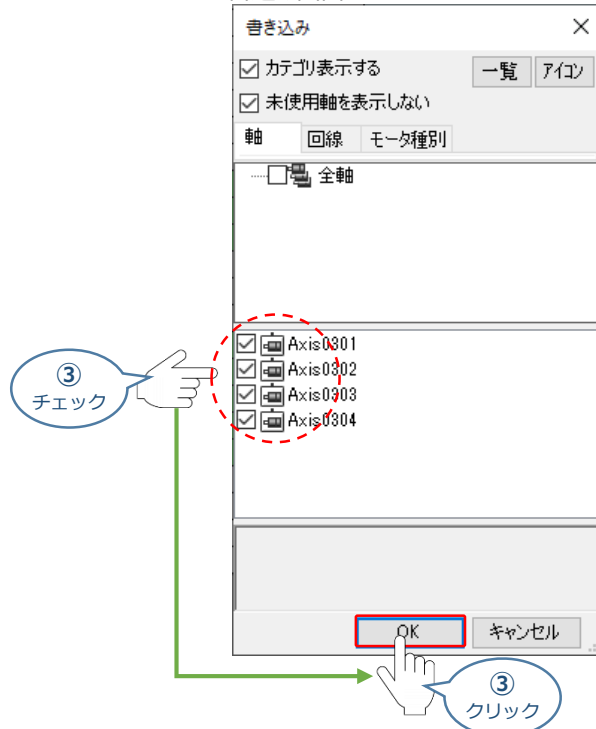 書き込み
カテゴリ表示する
一覧
アイコン
未使用軸を表示しない
軸
回線
モータ種別
全軸
Axis0301
Axis0302
Axis0303
Axis0304
③
チェック
OK
キャンセル
③
クリック